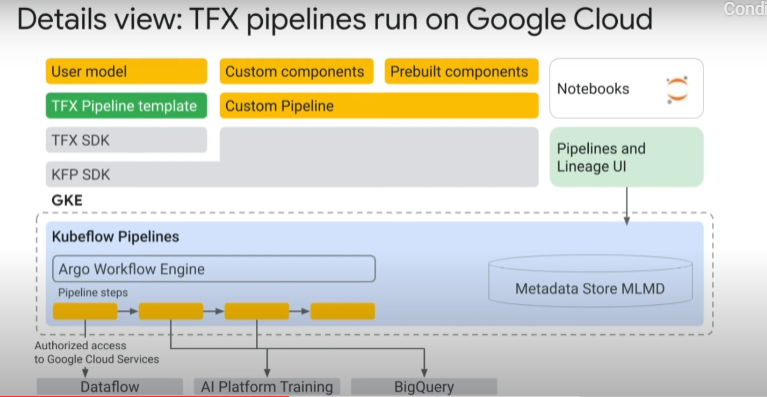 Details view: TFX pipelines run on Google Cloud
User model
Custom components
Prebuilt components
Notebooks
TFX Pipeline template
Custom Pipeline
TFX SDK
Pipelines and
Lineage UI
KFP SDK
GKE
Kubeflow Pipelines
Argo Workflow Engine
Pipeline steps
Metadata Store MLMD
Authorized access
to Google Cloud Services
Dataflow
AI Platform Training
BigQuery